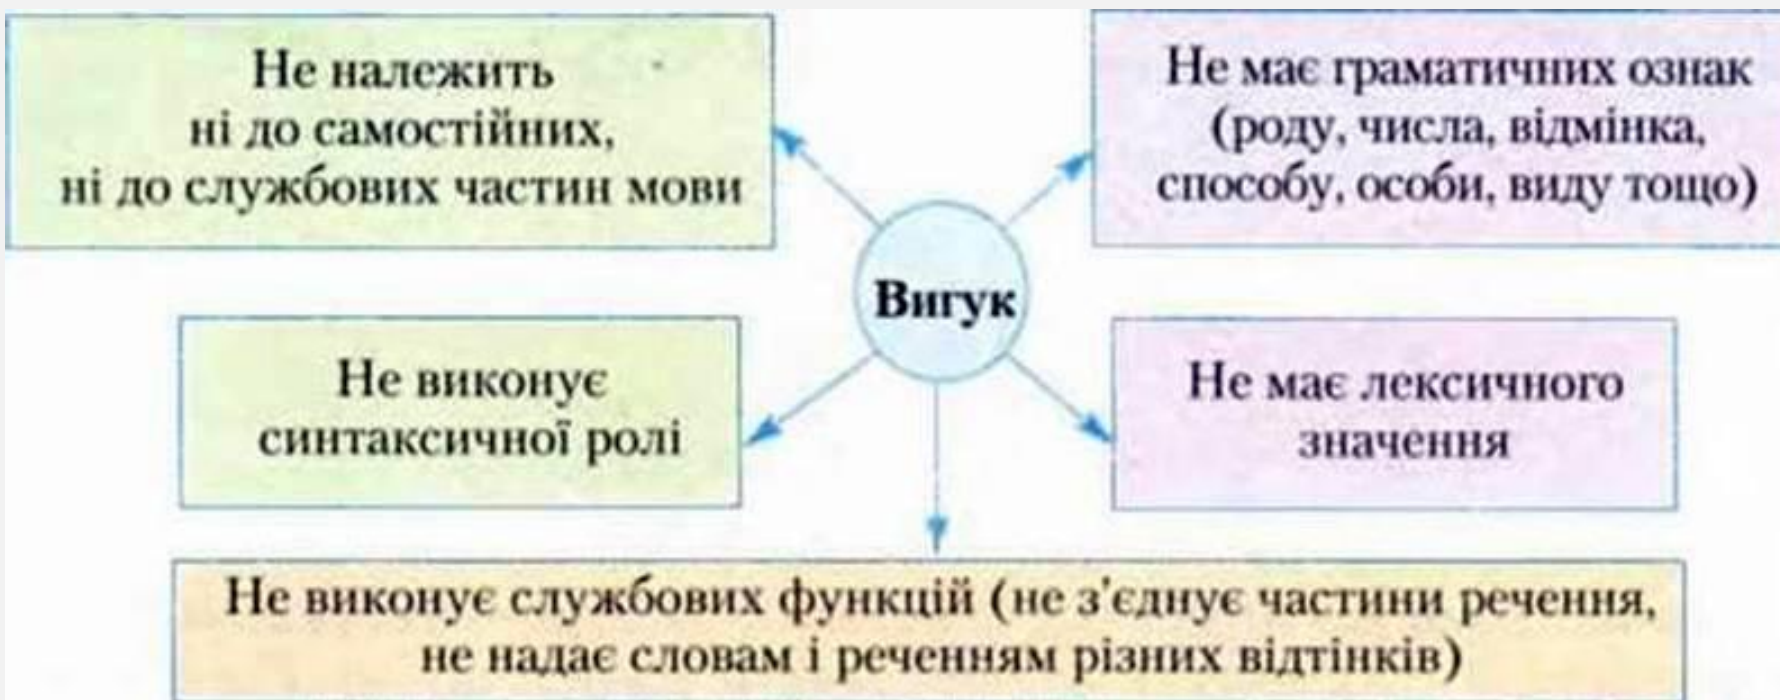 Не належить
ні до самостійних,
ні до службових частин мови
Не має граматичних ознак
(роду, числа, відмінка,
способу, особи, виду тощо)
Вигук
Не виконує
синтаксичної ролі
Не має лексичного
значення
Не виконує службових функцій (не з'єднує частини речення,
не надає словам і реченням різних відтінків)